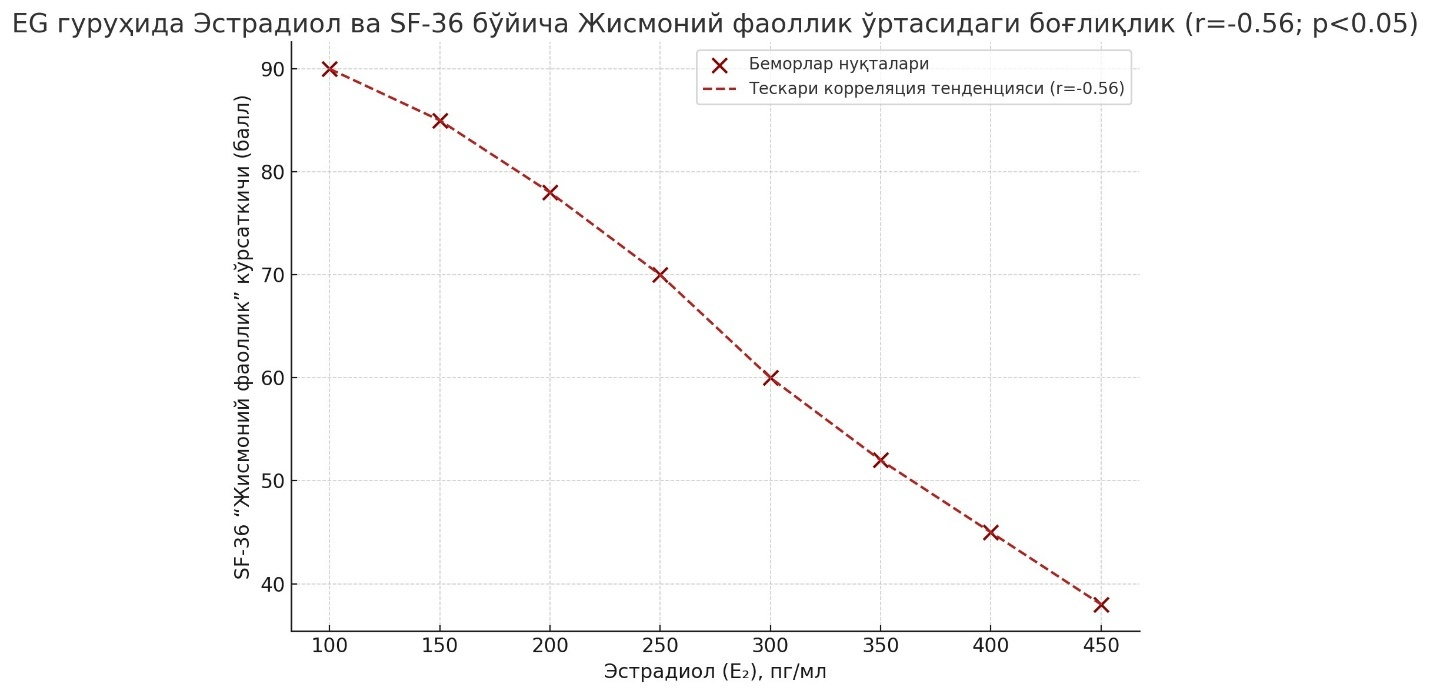 EG гуруҳида Эстрадиол ва SF-36 бўйича Жисмоний фаоллик ўртасидаги боғлиқлик (r=-0.56; p<0.05)
Беморлар нуқталари
Тескари корреляция тенденцияси (r=-0.56)
SF-36 “Жисмоний фаоллик” кўрсаткичи (балл)
90
80
70
60
50
40
100 150 200 250 300 350 400 450
Эстрадиол (E₂), пг/мл